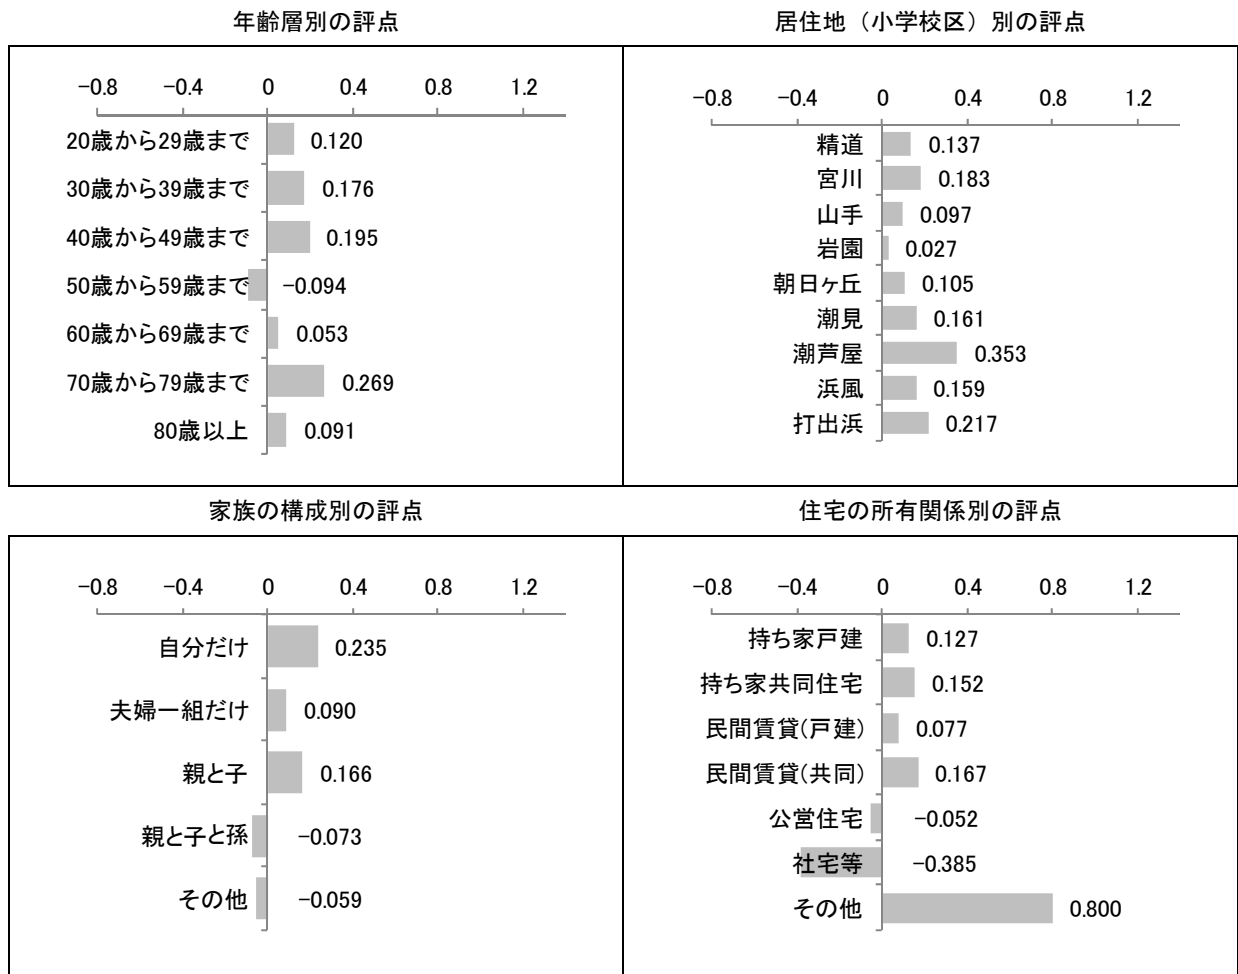 年齢層別の評点
−0.8 −0.4 0 0.4 0.8 1.2
20歳から29歳まで 0.120
30歳から39歳まで 0.176
40歳から49歳まで 0.195
50歳から59歳まで −0.094
60歳から69歳まで 0.053
70歳から79歳まで 0.269
80歳以上 0.091
居住地（小学校区）別の評点
−0.8 −0.4 0 0.4 0.8 1.2
精道 0.137
宮川 0.183
山手 0.097
岩園 0.027
朝日ヶ丘 0.105
潮見 0.161
潮芦屋 0.353
浜風 0.159
打出浜 0.217
家族の構成別の評点
−0.8 −0.4 0 0.4 0.8 1.2
自分だけ 0.235
夫婦一組だけ 0.090
親と子 0.166
親と子と孫 −0.073
その他 −0.059
住宅の所有関係別の評点
−0.8 −0.4 0 0.4 0.8 1.2
持ち家戸建 0.127
持ち家共同住宅 0.152
民間賃貸(戸建) 0.077
民間賃貸(共同) 0.167
公営住宅 −0.052
社宅等 −0.385
その他 0.800